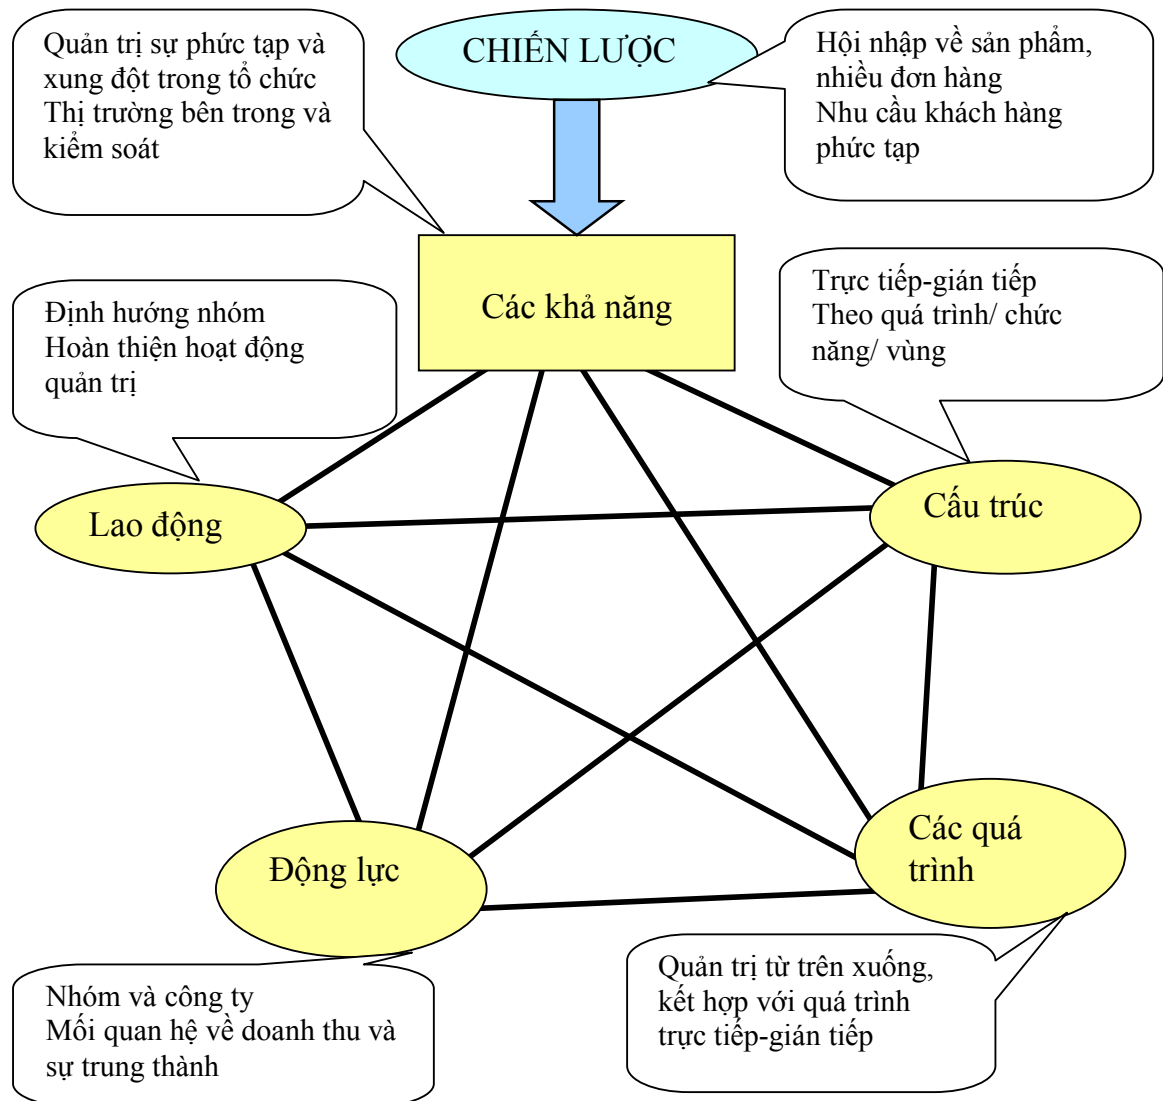 Quản trị sự phức tạp và
xung đột trong tổ chức
Thị trường bên trong và
kiểm soát
CHIẾN LƯỢC
Hội nhập về sản phẩm,
nhiều đơn hàng
Nhu cầu khách hàng
phức tạp
Các khả năng
Định hướng nhóm
Hoàn thiện hoạt động
quản trị
Trực tiếp-gián tiếp
Theo quá trình/ chức
năng/ vùng
Lao động
Cấu trúc
Động lực
Các quá
trình
Nhóm và công ty
Mối quan hệ về doanh thu và
sự trung thành
Quản trị từ trên xuống,
kết hợp với quá trình
trực tiếp-gián tiếp